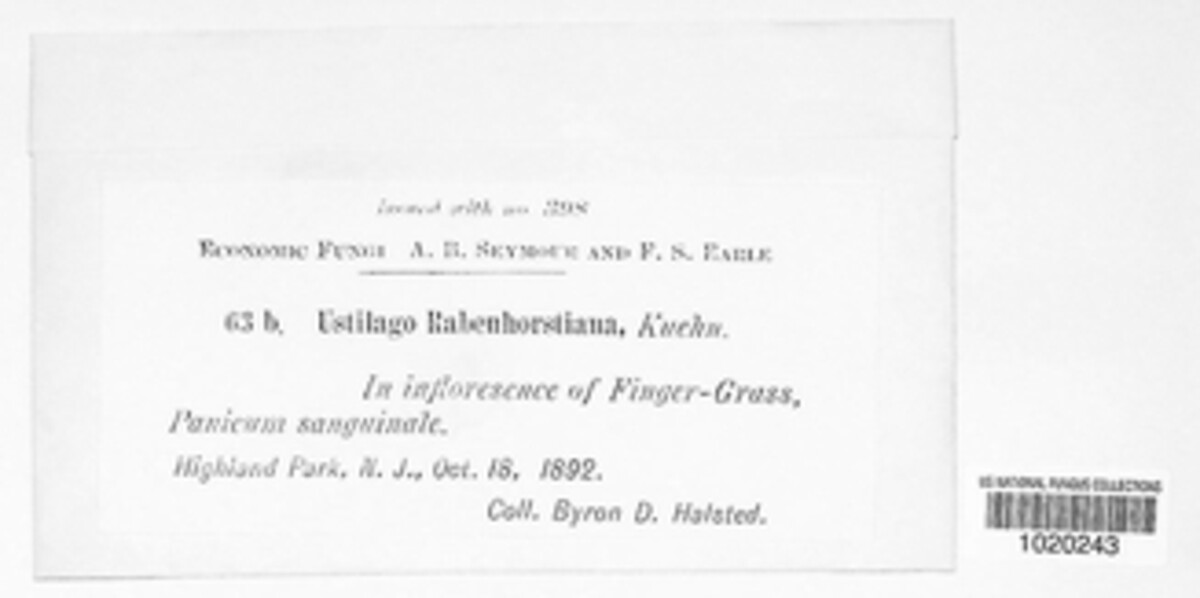 Issued with no. 398
ECONOMIC FUNGI A. B. SEYMOUR AND F. S. EARLE
63 b. Ustilago Rabenhorstiana, Kuehn.
In infloresence of Finger-Grass,
Panicum sanguinale.
Highland Park, N. J., Oct. 18, 1892.
Coll. Byron D. Halsted.
US NATIONAL FUNGUS COLLECTIONS
1020243